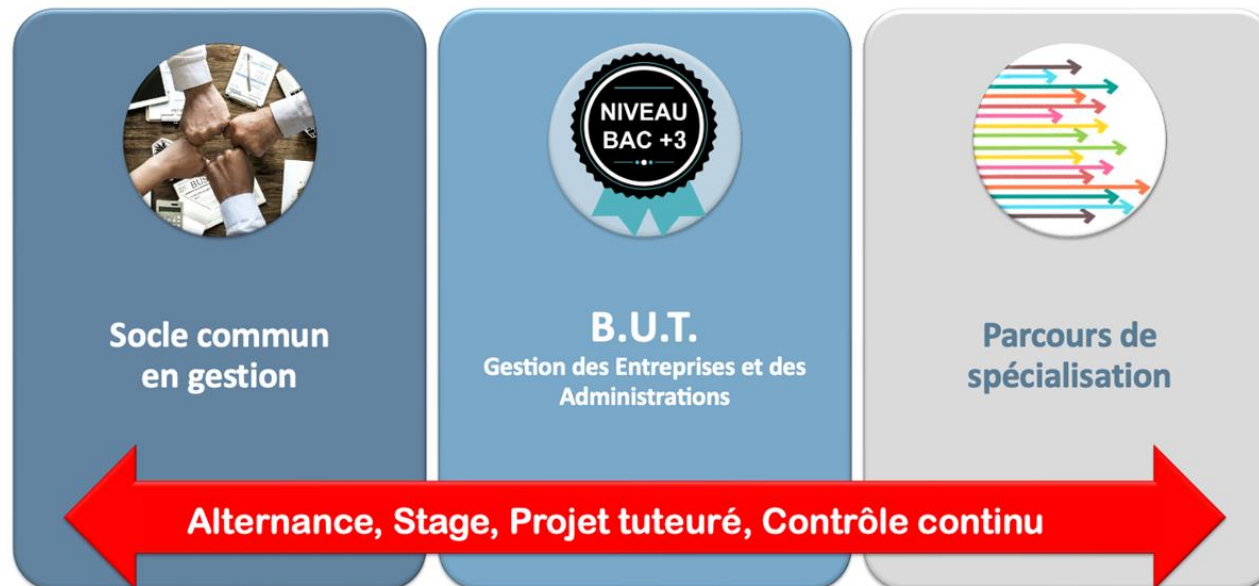 Socle commun
en gestion
NIVEAU
BAC +3
B.U.T.
Gestion des Entreprises et des
Administrations
Parcours de
spécialisation
Alternance, Stage, Projet tuteuré, Contrôle continu